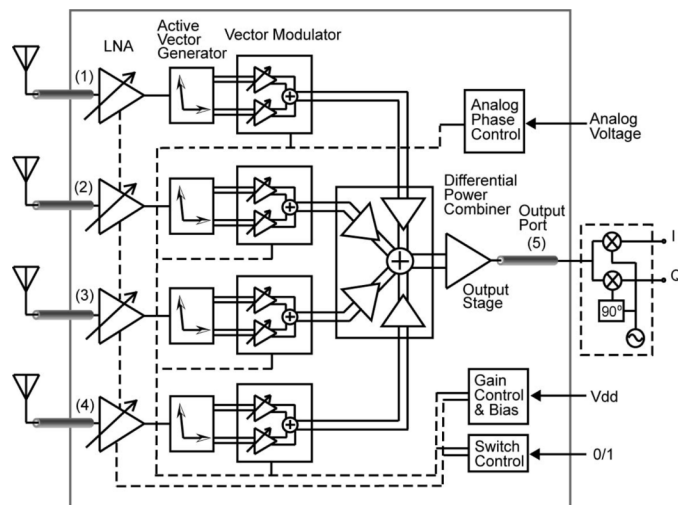 LNA
Active
Vector
Generator
Vector Modulator
(1)
Analog
Phase
Control
Analog
Voltage
(2)
Differential
Power
Combiner
Output
Port
(5)
I
Q
90º
Output
Stage
(3)
(4)
Gain
Control
& Bias
Vdd
Switch
Control
0/1